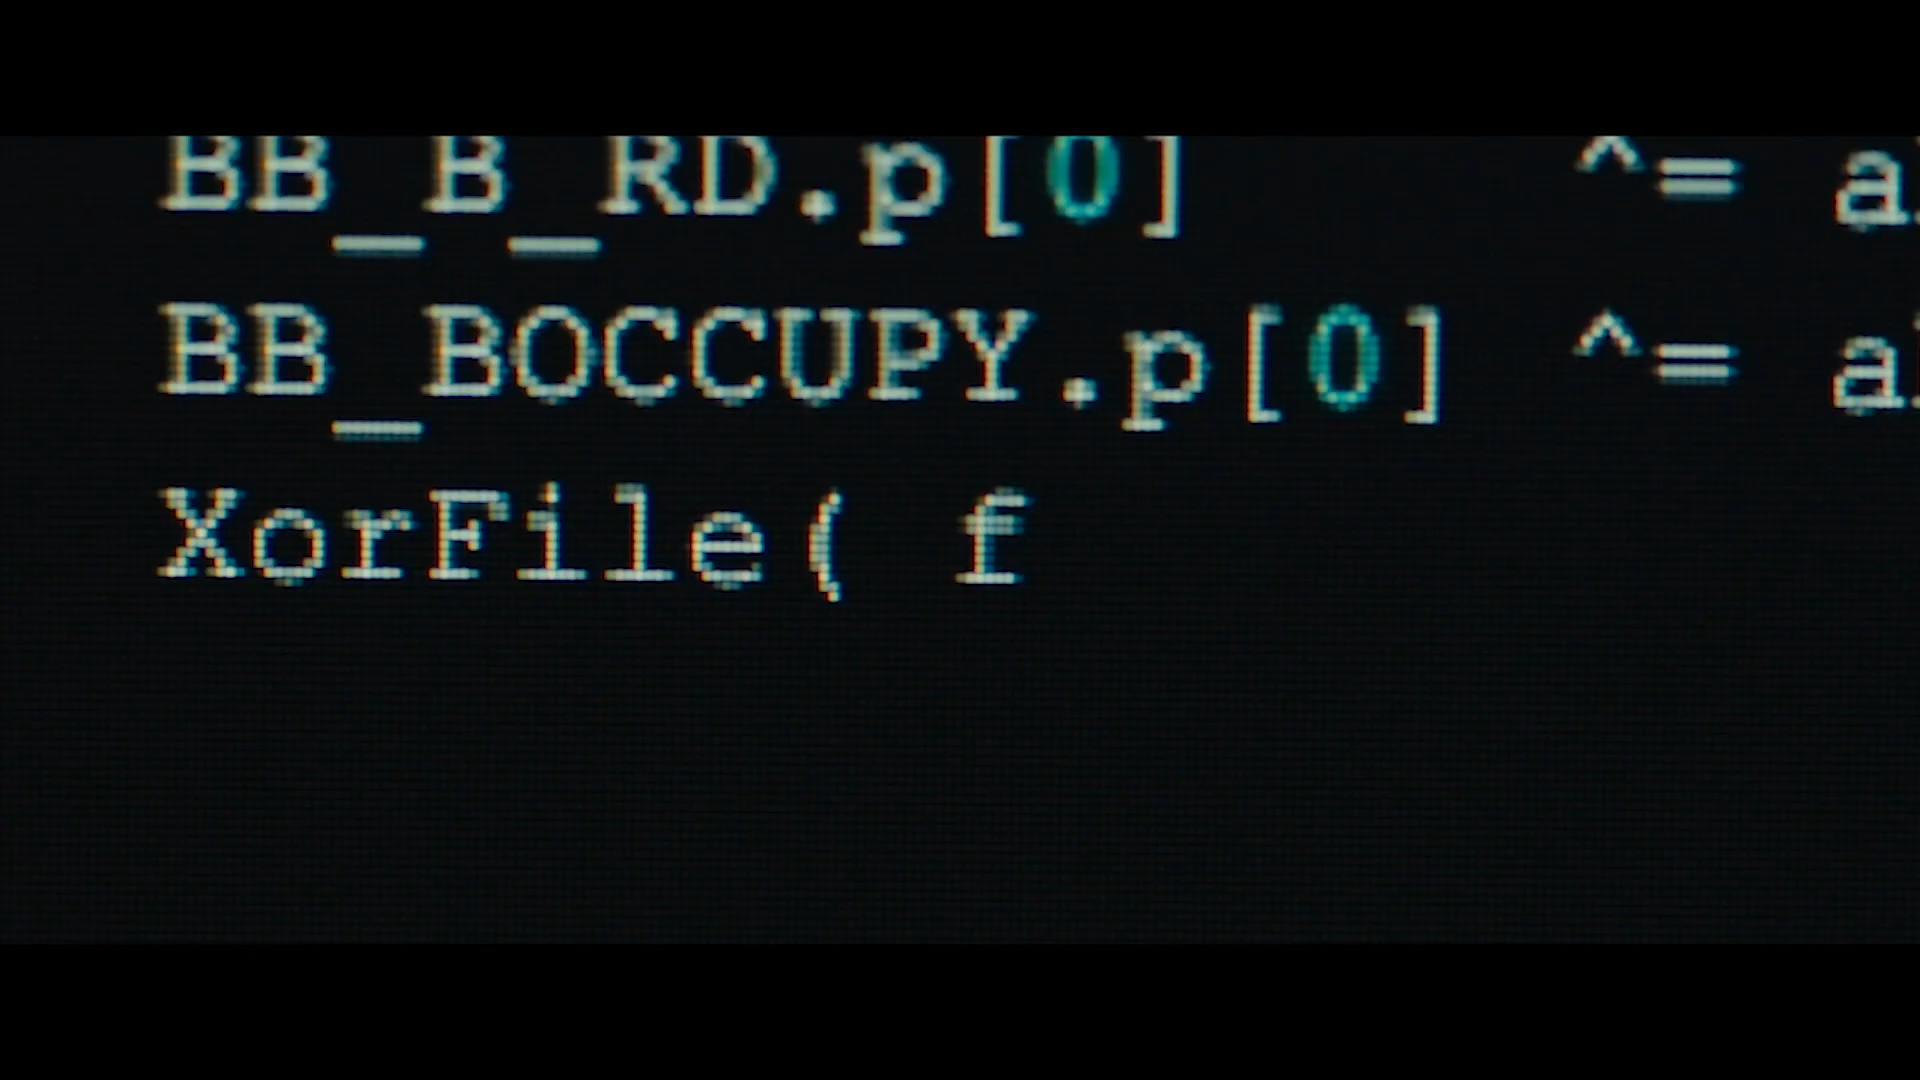 BB_B_RD.p[0] ^= a
BB_BOCCUPY.p[0] ^= a
XorFile( f